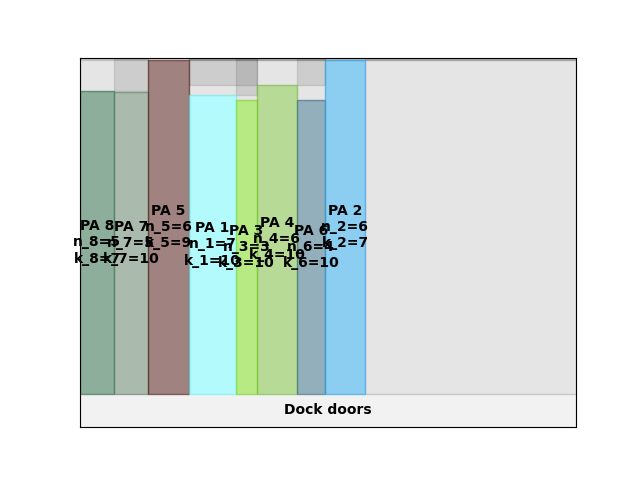 PA 8
n_8=5
k_8=7
PA 7
n_7=5
k_7=10
PA 5
n_5=6
k_5=9
PA 1
n_1=7
k_1=10
PA 3
n_3=3
k_3=10
PA 4
n_4=6
k_4=10
PA 6
n_6=4
k_6=10
PA 2
n_2=6
k_2=7
Dock doors